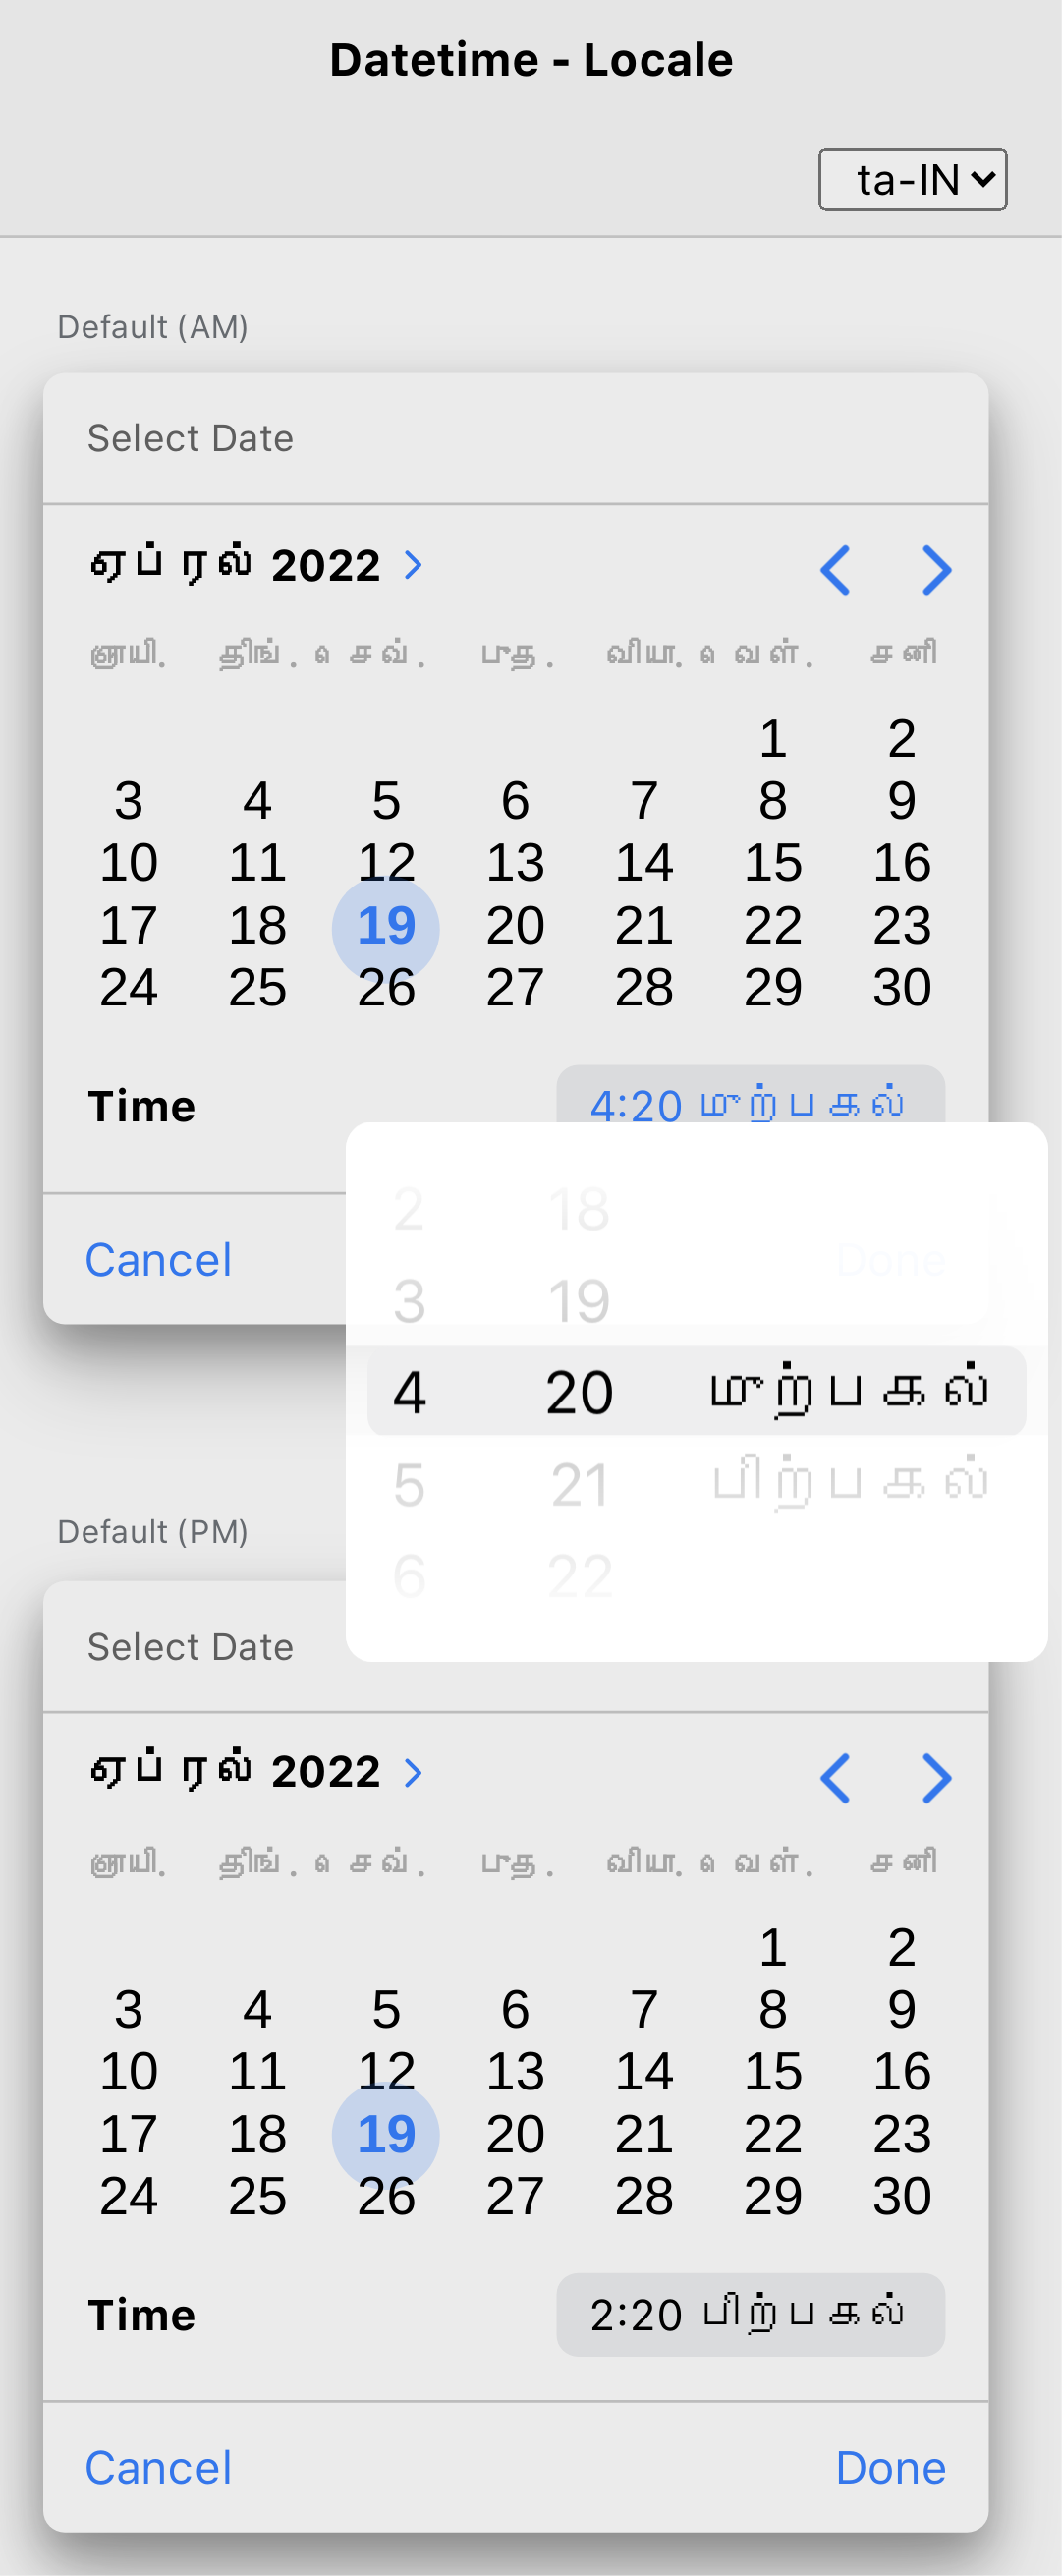 Datetime - Locale
ta-IN
Default (AM)
Select Date
ஏப்ரல் 2022
ஞாயி. திங். செவ். புத. வியா. வெள். சனி
1 2
3 4 5 6 7 8 9
10 11 12 13 14 15 16
17 18 19 20 21 22 23
24 25 26 27 28 29 30
Time 4:20 முற்பகல்
2 18
Cancel Done
3 19
4 20 முற்பகல்
5 21 பிற்பகல்
Default (PM)
6 22
Select Date
ஏப்ரல் 2022
ஞாயி. திங். செவ். புத. வியா. வெள். சனி
1 2
3 4 5 6 7 8 9
10 11 12 13 14 15 16
17 18 19 20 21 22 23
24 25 26 27 28 29 30
Time 2:20 பிற்பகல்
Cancel Done